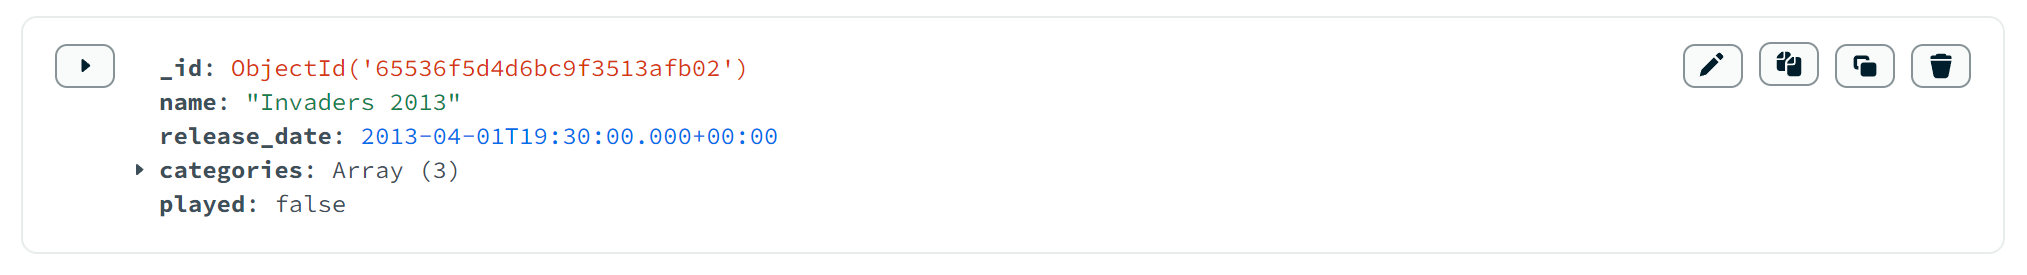 _id: ObjectId('65536f5d4d6bc9f3513afb02')
name: "Invaders 2013"
release_date: 2013-04-01T19:30:00.000+00:00
categories: Array (3)
played: false